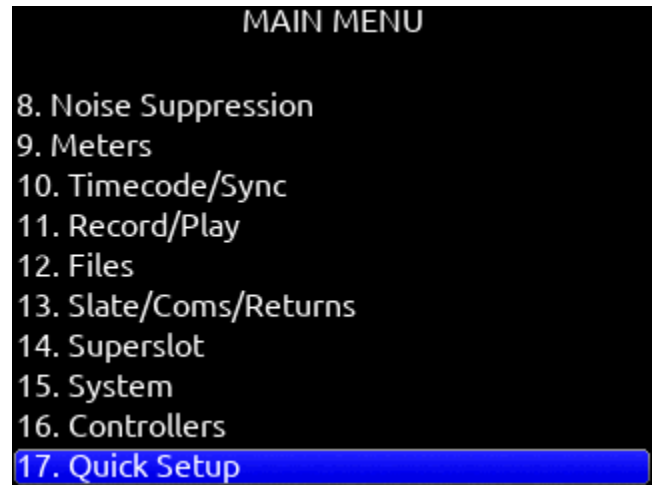 MAIN MENU
8. Noise Suppression
9. Meters
10. Timecode/Sync
11. Record/Play
12. Files
13. Slate/Coms/Returns
14. Superslot
15. System
16. Controllers
17. Quick Setup